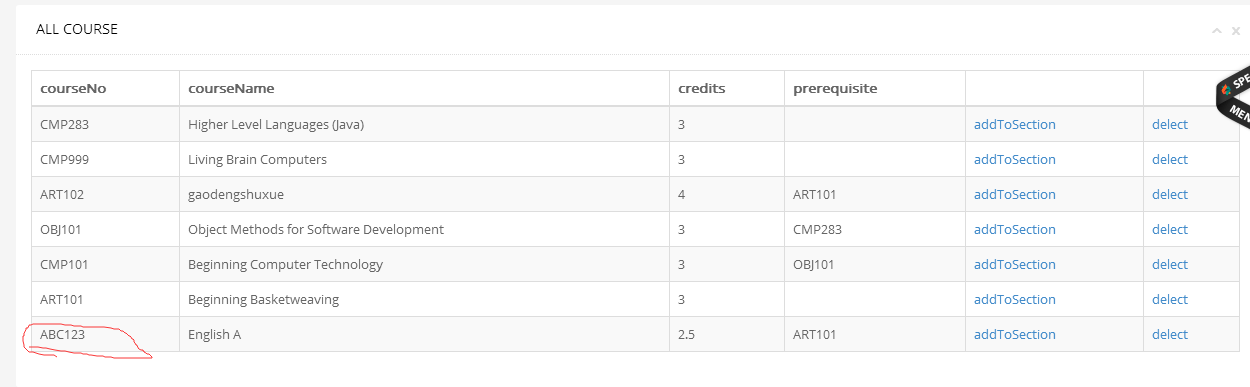 ALL COURSE
courseNo courseName credits prerequisite
CMP283 Higher Level Languages (Java) 3 addToSection delect
CMP999 Living Brain Computers 3 addToSection delect
ART102 gaodengshuxue 4 ART101 addToSection delect
OBJ101 Object Methods for Software Development 3 CMP283 addToSection delect
CMP101 Beginning Computer Technology 3 OBJ101 addToSection delect
ART101 Beginning Basketweaving 3 addToSection delect
ABC123 English A 2.5 ART101 addToSection delect